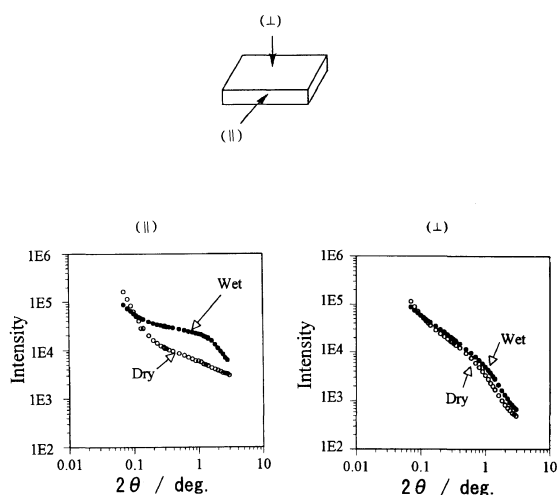 (⊥)
(∥)
(∥)
1E6
1E5
1E4
1E3
1E2
Intensity
Wet
Dry
0.01
0.1
1
10
2θ / deg.
(⊥)
1E6
1E5
1E4
1E3
1E2
Intensity
Wet
Dry
0.01
0.1
1
10
2θ / deg.